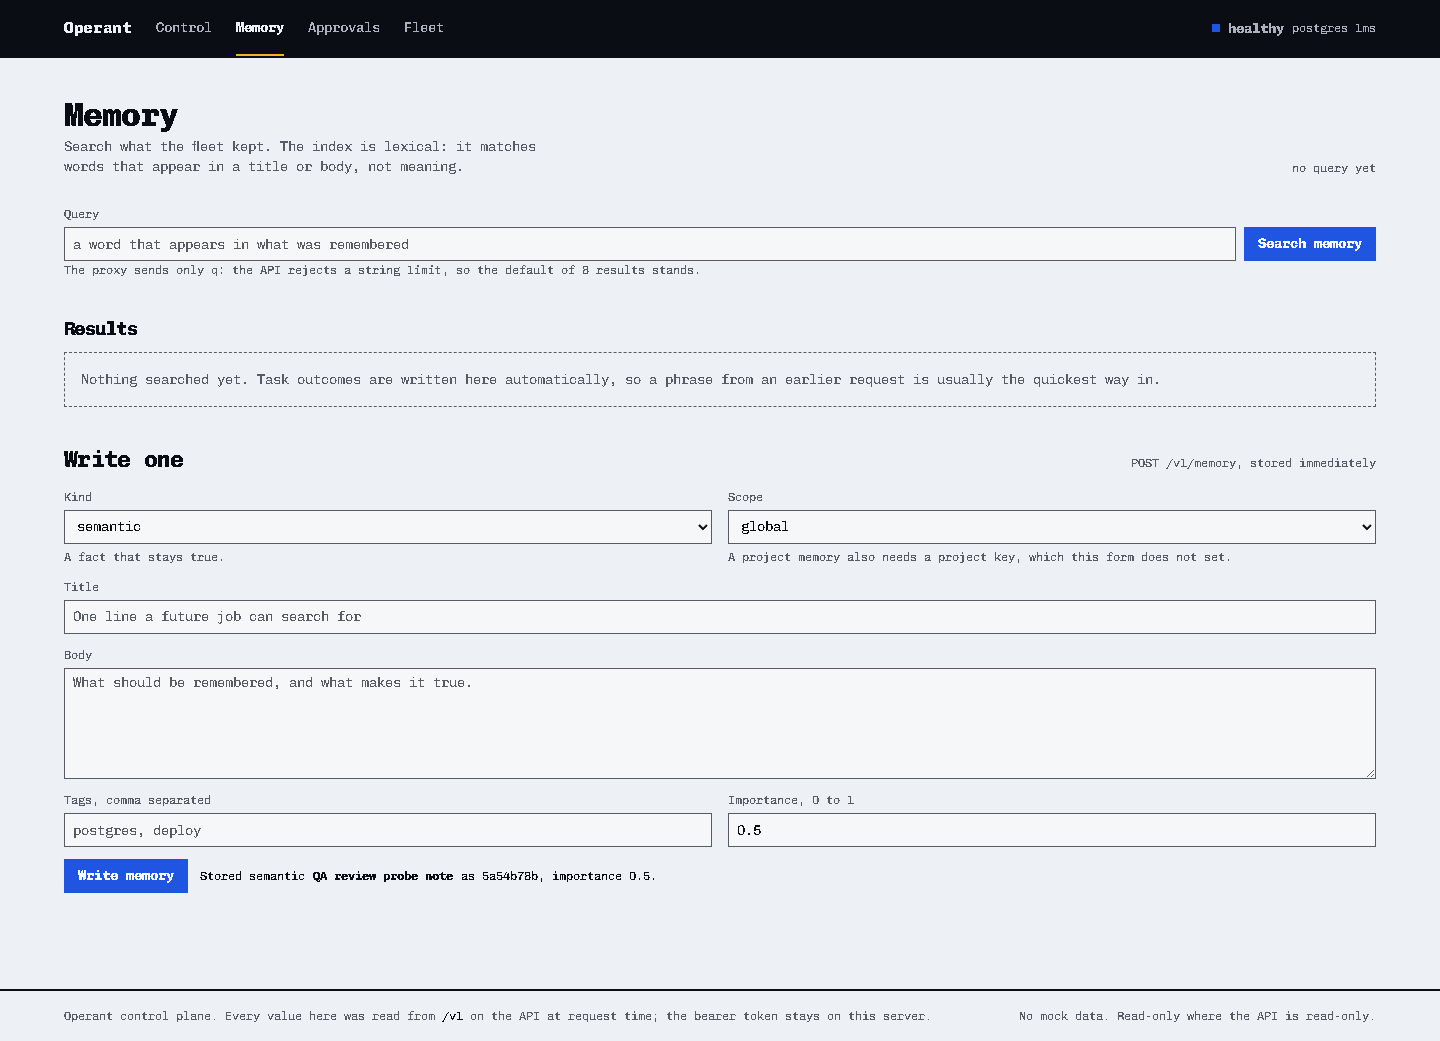 Operant Control Memory Approvals Fleet healthy postgres 1ms
Memory
Search what the fleet kept. The index is lexical: it matches
words that appear in a title or body, not meaning.
no query yet
Query
a word that appears in what was remembered
Search memory
The proxy sends only q: the API rejects a string limit, so the default of 8 results stands.
Results
Nothing searched yet. Task outcomes are written here automatically, so a phrase from an earlier request is usually the quickest way in.
Write one
POST /v1/memory, stored immediately
Kind
semantic
A fact that stays true.
Scope
global
A project memory also needs a project key, which this form does not set.
Title
One line a future job can search for
Body
What should be remembered, and what makes it true.
Tags, comma separated
postgres, deploy
Importance, 0 to 1
0.5
Write memory
Stored semantic QA review probe note as 5a54b78b, importance 0.5.
Operant control plane. Every value here was read from /v1 on the API at request time; the bearer token stays on this server.
No mock data. Read-only where the API is read-only.